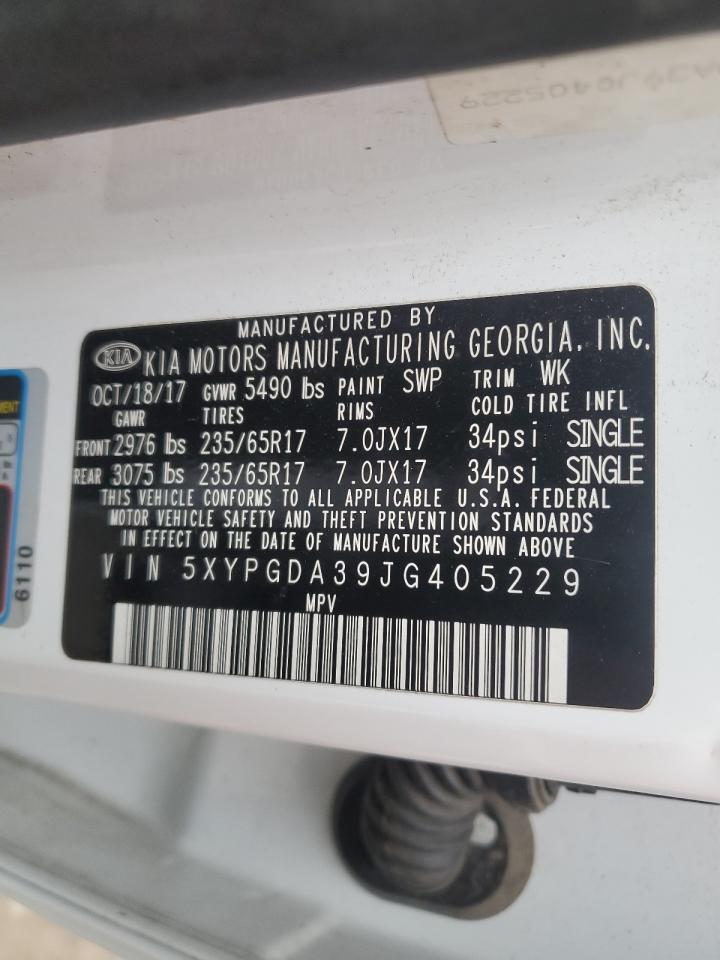 A39JG405229
MANUFACTURED BY
KIA KIA MOTORS MANUFACTURING GEORGIA, INC.
OCT/18/17 GVWR 5490 lbs PAINT SWP TRIM WK
GAWR TIRES RIMS COLD TIRE INFL
FRONT 2976 lbs 235/65R17 7.0JX17 34psi SINGLE
REAR 3075 lbs 235/65R17 7.0JX17 34psi SINGLE
THIS VEHICLE CONFORMS TO ALL APPLICABLE U.S.A. FEDERAL
MOTOR VEHICLE SAFETY AND THEFT PREVENTION STANDARDS
IN EFFECT ON THE DATE OF MANUFACTURE SHOWN ABOVE
VIN 5XYPGDA39JG405229
MPV
6110